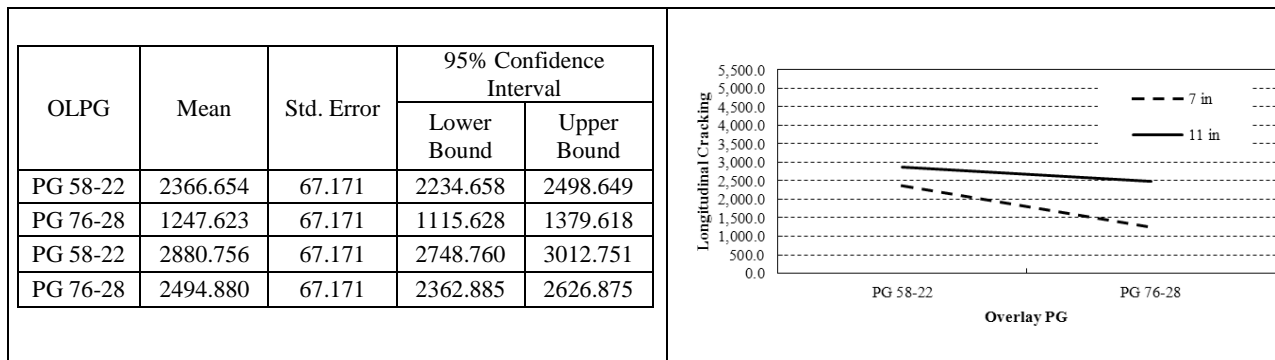 OLPG Mean Std. Error 95% Confidence
Interval
Lower
Bound
Upper
Bound
PG 58-22 2366.654 67.171 2234.658 2498.649
PG 76-28 1247.623 67.171 1115.628 1379.618
PG 58-22 2880.756 67.171 2748.760 3012.751
PG 76-28 2494.880 67.171 2362.885 2626.875
Longitudinal Cracking
5,500.0
5,000.0
4,500.0
4,000.0
3,500.0
3,000.0
2,500.0
2,000.0
1,500.0
1,000.0
500.0
0.0
7 in
11 in
PG 58-22 PG 76-28
Overlay PG